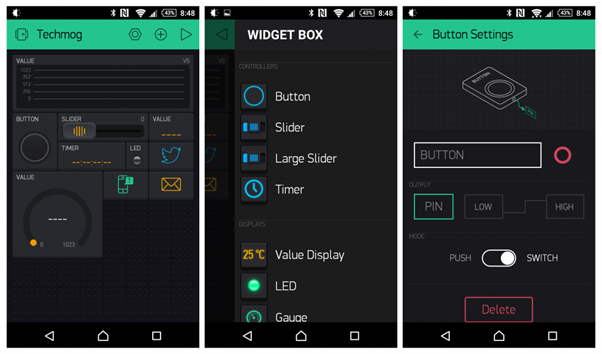 43% 8:48
Techmog
VALUE V5
1023
767
512
256
0
BUTTON SLIDER 0 VALUE
----
TIMER LED
--:--:--
VALUE
----
0 1023
43% 8:48
WIDGET BOX
CONTROLLERS
Button
Slider
Large Slider
Timer
DISPLAYS
25 °C Value Display
LED
Gauge
43% 8:48
Button Settings
BUTTON
BUTTON
OUTPUT
PIN LOW HIGH
MODE
PUSH SWITCH
Delete